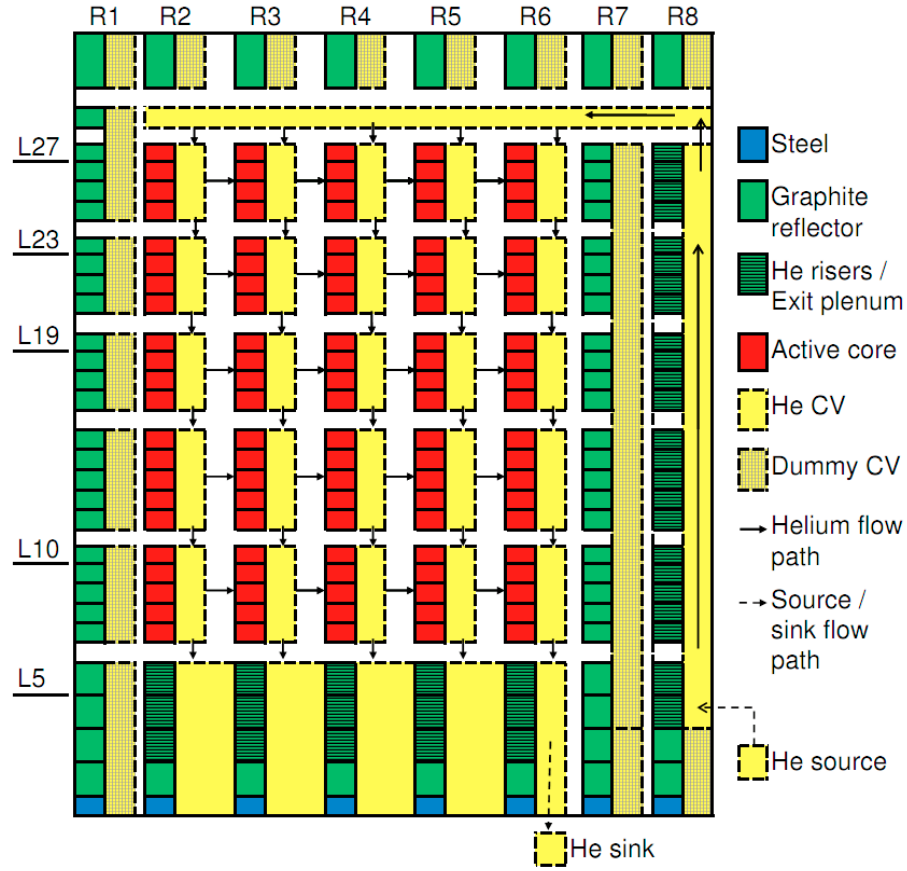 R1 R2 R3 R4 R5 R6 R7 R8
L27
L23
L19
L10
L5
Steel
Graphite
reflector
He risers /
Exit plenum
Active core
He CV
Dummy CV
Helium flow
path
Source /
sink flow
path
He source
He sink